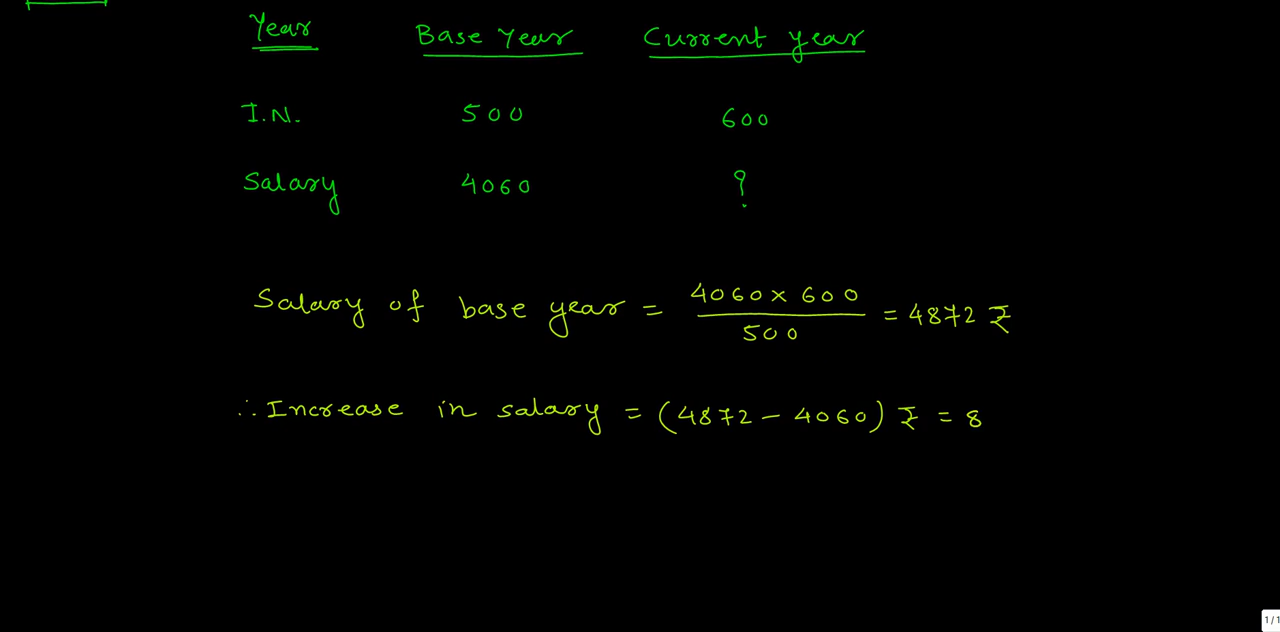 Year Base Year Current year
I.N. 500 600
Salary 4060 ?
Salary of base year = 4060 x 600 / 500 = 4872 ₹
∴ Increase in salary = (4872 - 4060) ₹ = 8
1/1